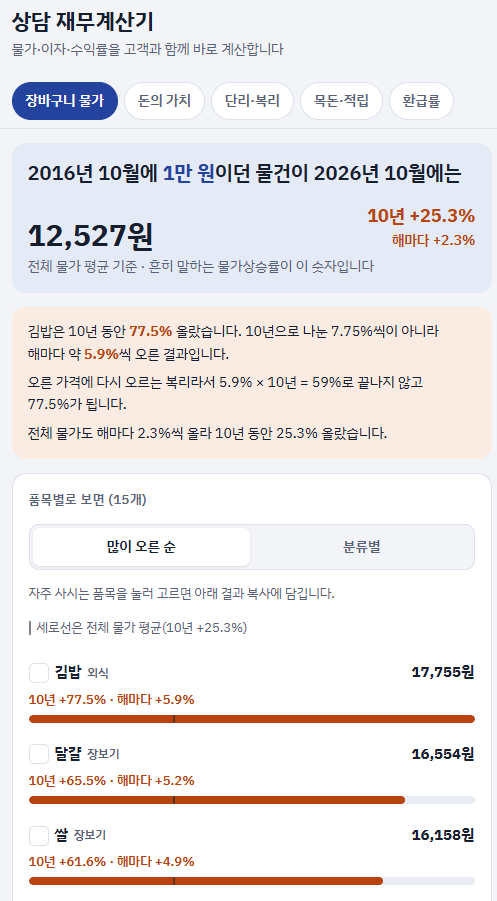 상담 재무계산기
물가·이자·수익률을 고객과 함께 바로 계산합니다
장바구니 물가
돈의 가치
단리·복리
목돈·적립
환급률
2016년 10월에 1만 원이던 물건이 2026년 10월에는
12,527원
10년 +25.3%
해마다 +2.3%
전체 물가 평균 기준 · 흔히 말하는 물가상승률이 이 숫자입니다
김밥은 10년 동안 77.5% 올랐습니다. 10년으로 나눈 7.75%씩이 아니라
해마다 약 5.9%씩 오른 결과입니다.
오른 가격에 다시 오르는 복리라서 5.9% × 10년 = 59%로 끝나지 않고
77.5%가 됩니다.
전체 물가도 해마다 2.3%씩 올라 10년 동안 25.3% 올랐습니다.
품목별로 보면 (15개)
많이 오른 순
분류별
자주 사시는 품목을 눌러 고르면 아래 결과 복사에 담깁니다.
세로선은 전체 물가 평균(10년 +25.3%)
김밥 외식 17,755원
10년 +77.5% · 해마다 +5.9%
달걀 장보기 16,554원
10년 +65.5% · 해마다 +5.2%
쌀 장보기 16,158원
10년 +61.6% · 해마다 +4.9%